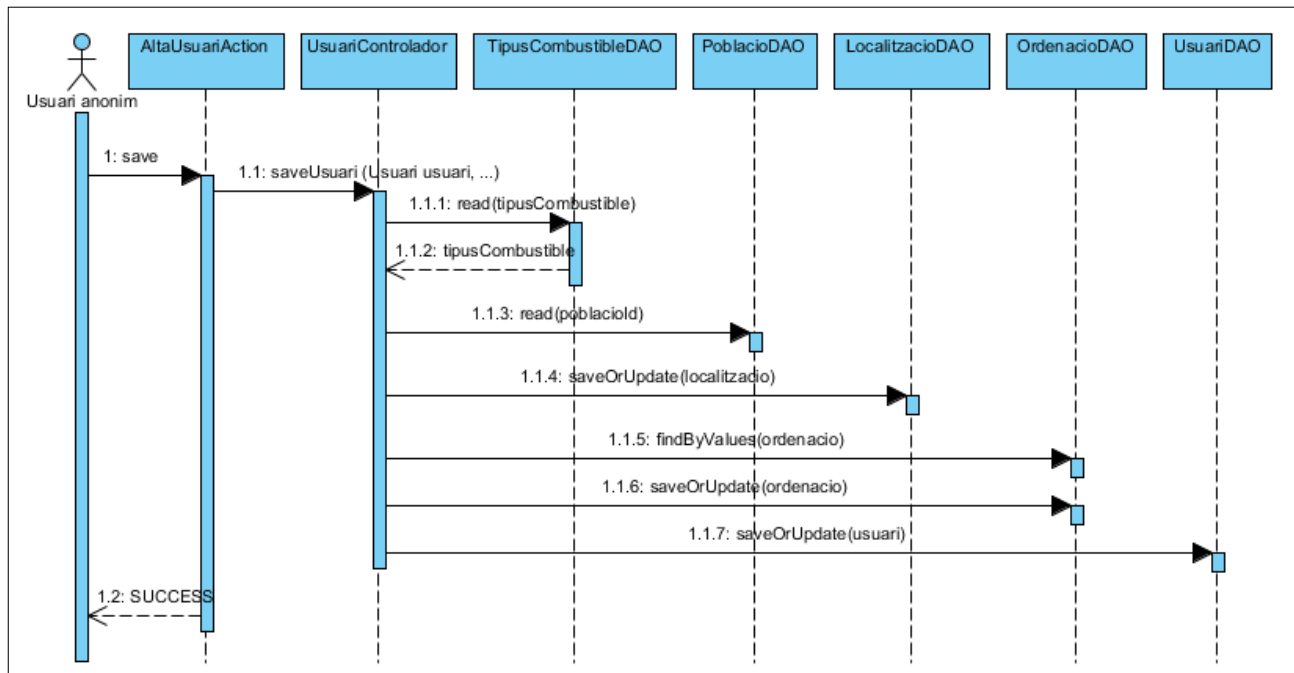 AltaUsuariAction
UsuariControlador
TipusCombustibleDAO
PoblacioDAO
LocalitzacioDAO
OrdenacioDAO
UsuariDAO
Usuari anonim
1: save
1.1: saveUsuari (Usuari usuari, ...)
1.1.1: read(tipusCombustible)
1.1.2: tipusCombustible
1.1.3: read(poblacioId)
1.1.4: saveOrUpdate(localitzacio)
1.1.5: findByValues(ordenacio)
1.1.6: saveOrUpdate(ordenacio)
1.1.7: saveOrUpdate(usuari)
1.2: SUCCESS